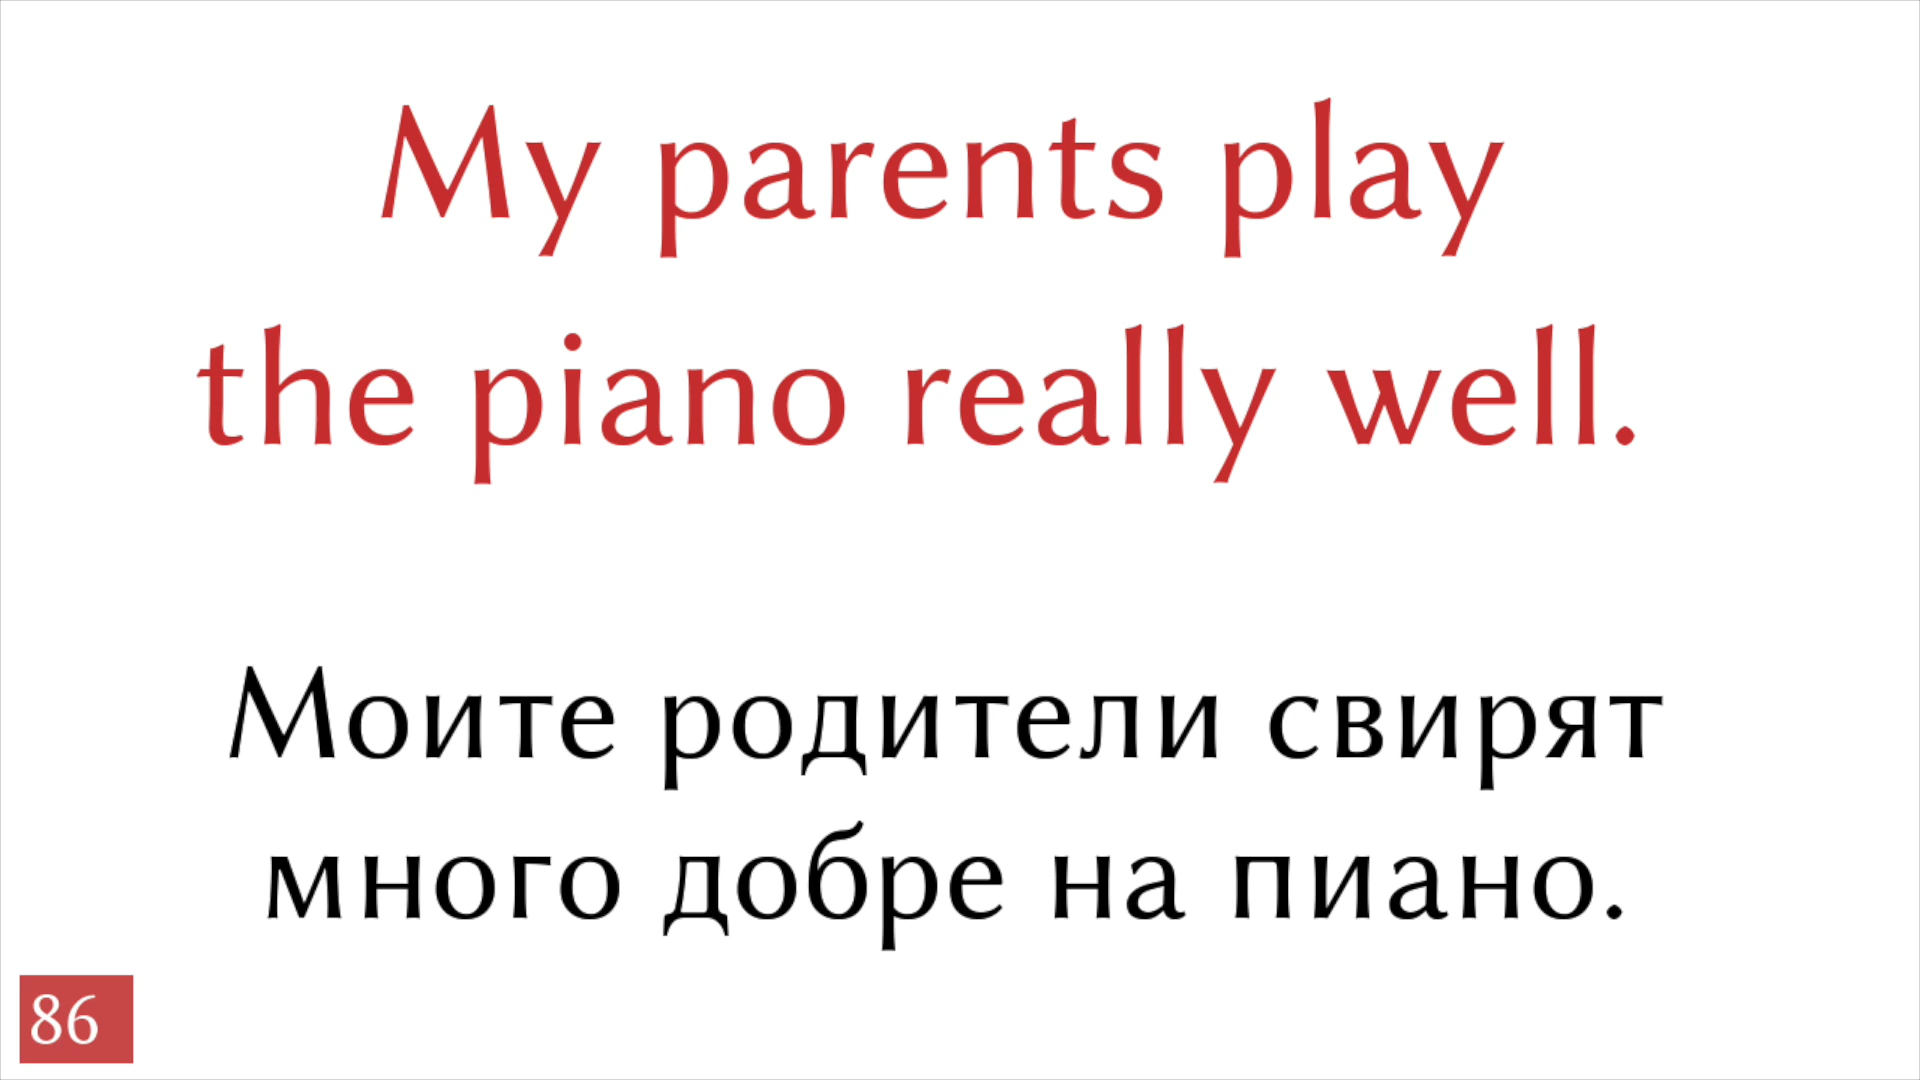 My parents play
the piano really well.
Моите родители свирят
много добре на пиано.
86